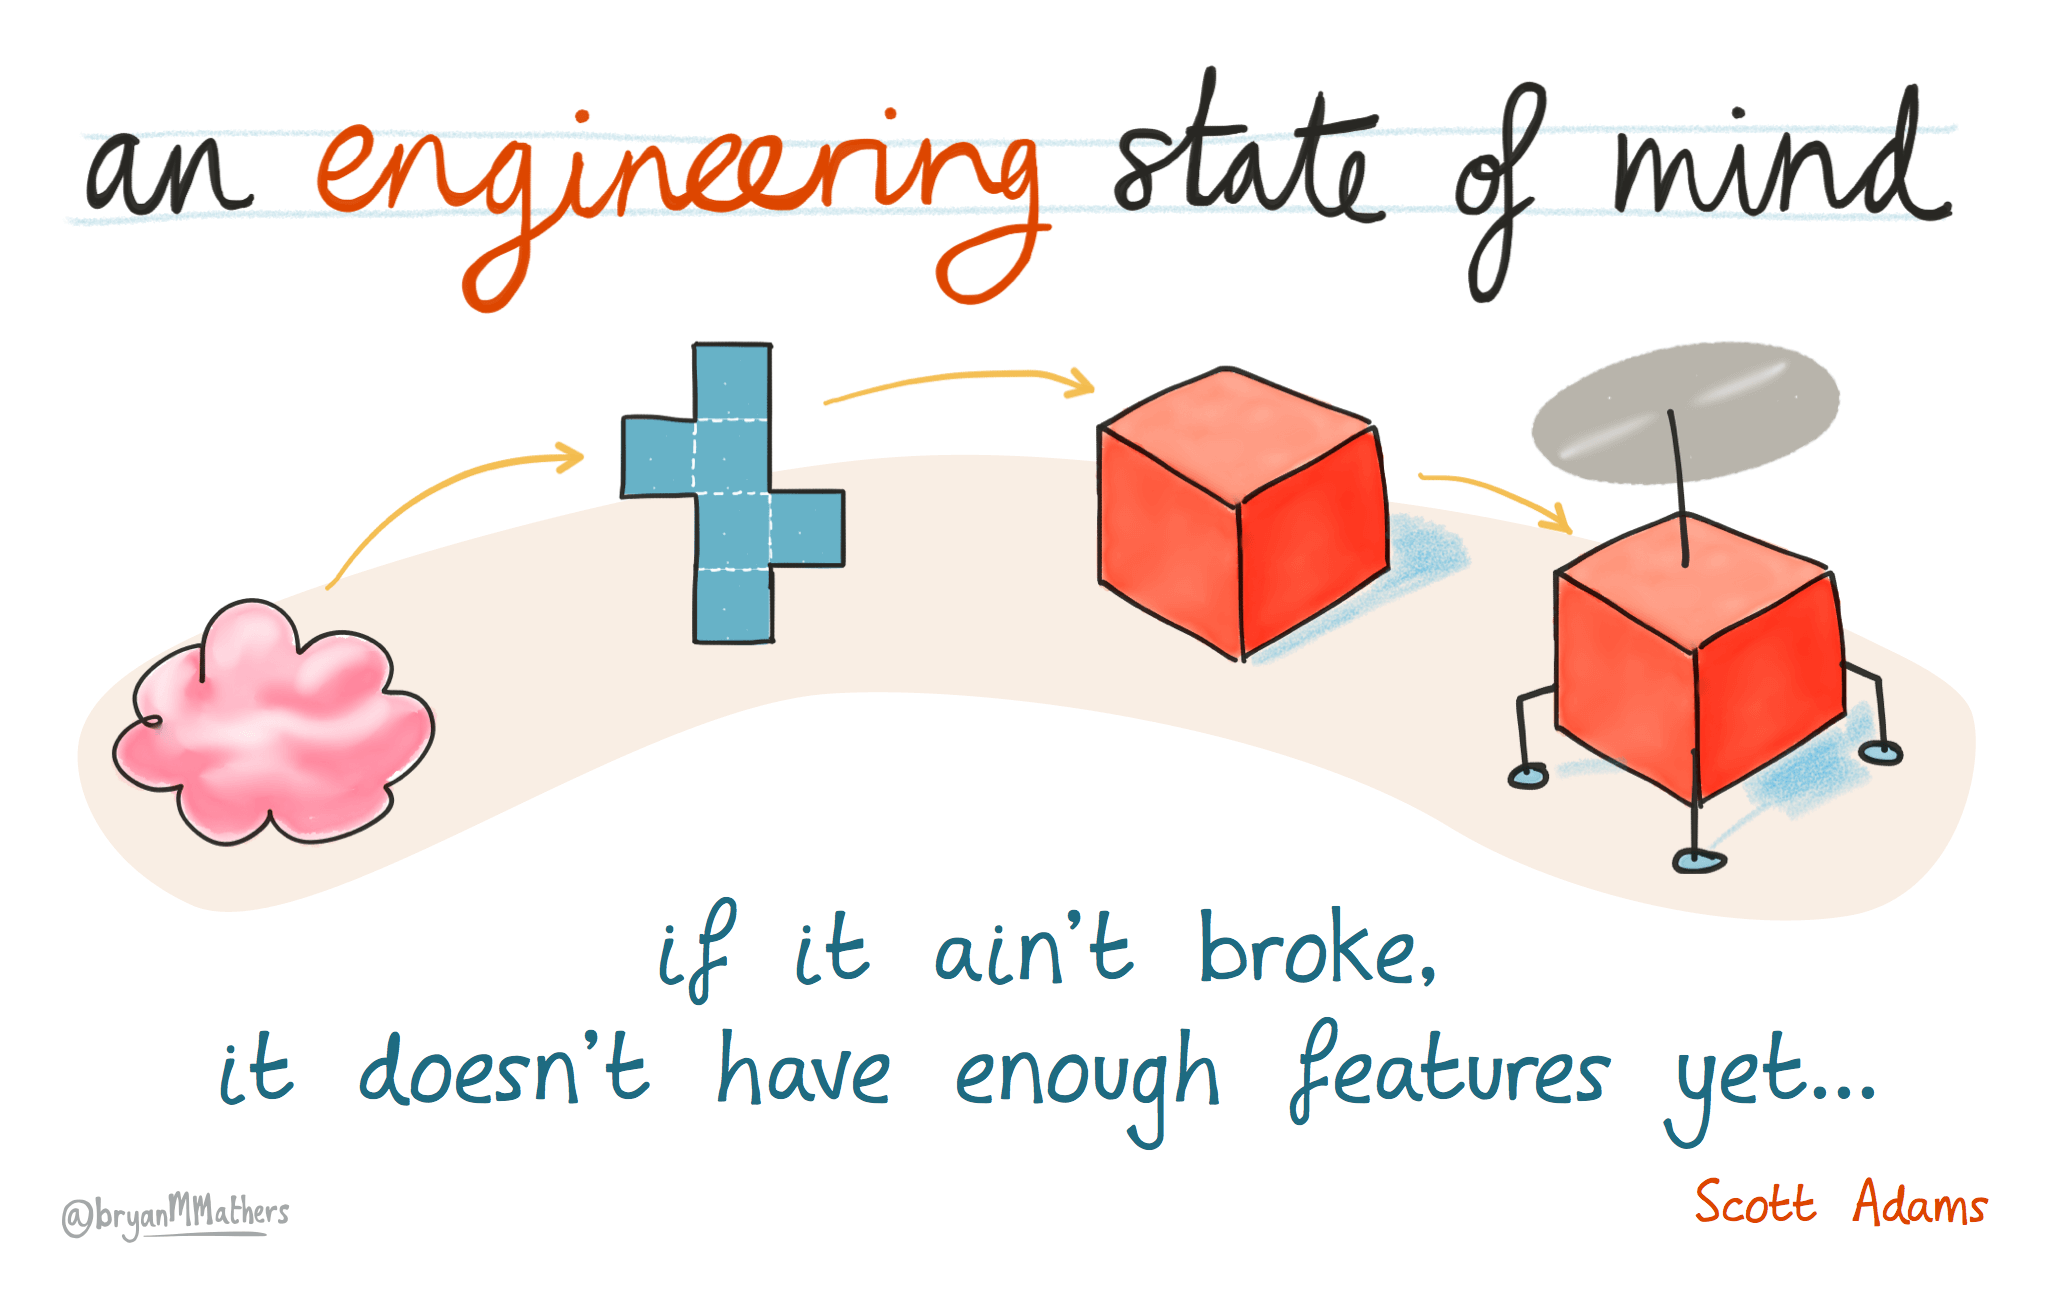 an engineering state of mind
if it ain't broke,
it doesn't have enough features yet...
Scott Adams
@bryanMMathers